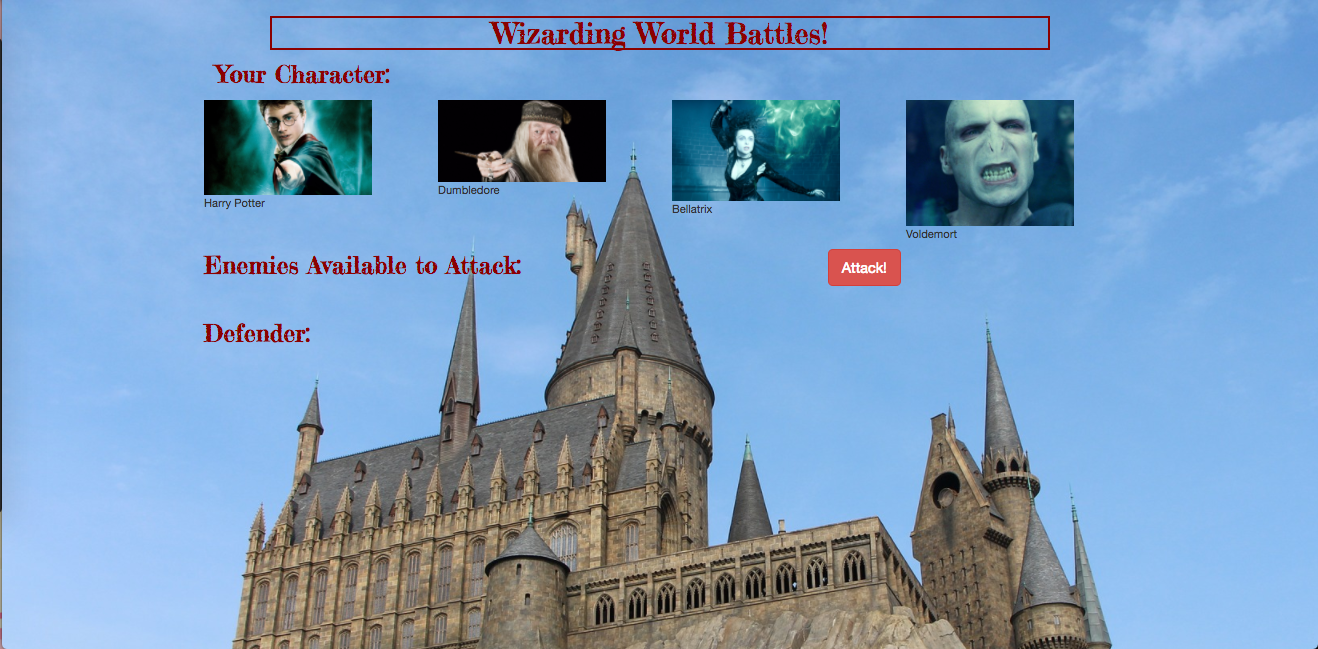 Wizarding World Battles!
Your Character:
Harry Potter
Dumbledore
Bellatrix
Voldemort
Enemies Available to Attack:
Attack!
Defender: